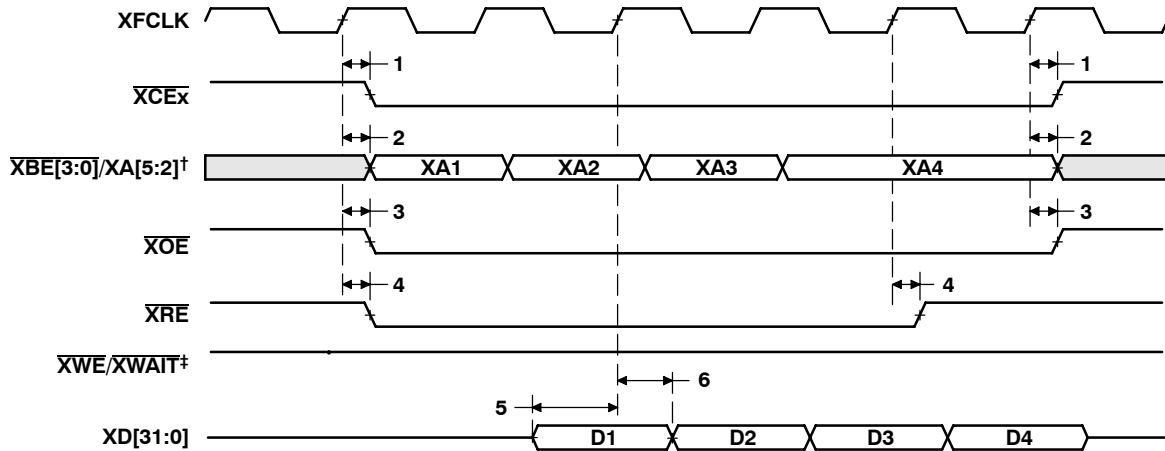 XFCLK
1 1
XCEx
2 2
XBE[3:0]/XA[5:2]† XA1 XA2 XA3 XA4
3 3
XOE
4 4
XRE
XWE/XWAIT‡
6
5
XD[31:0] D1 D2 D3 D4